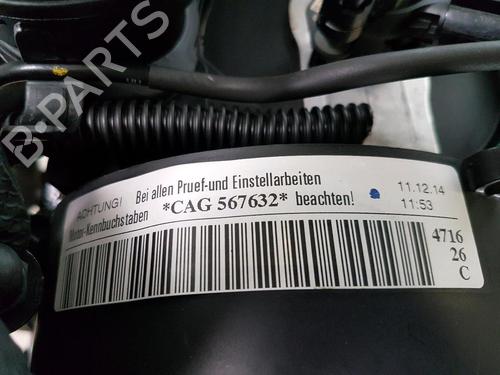 B-PARTS
ACHTUNG! Bei allen Pruef-und Einstellarbeiten
Motor-Kennbuchstaben *CAG 567632* beachten!
11.12.14
11:53
4716
26
C